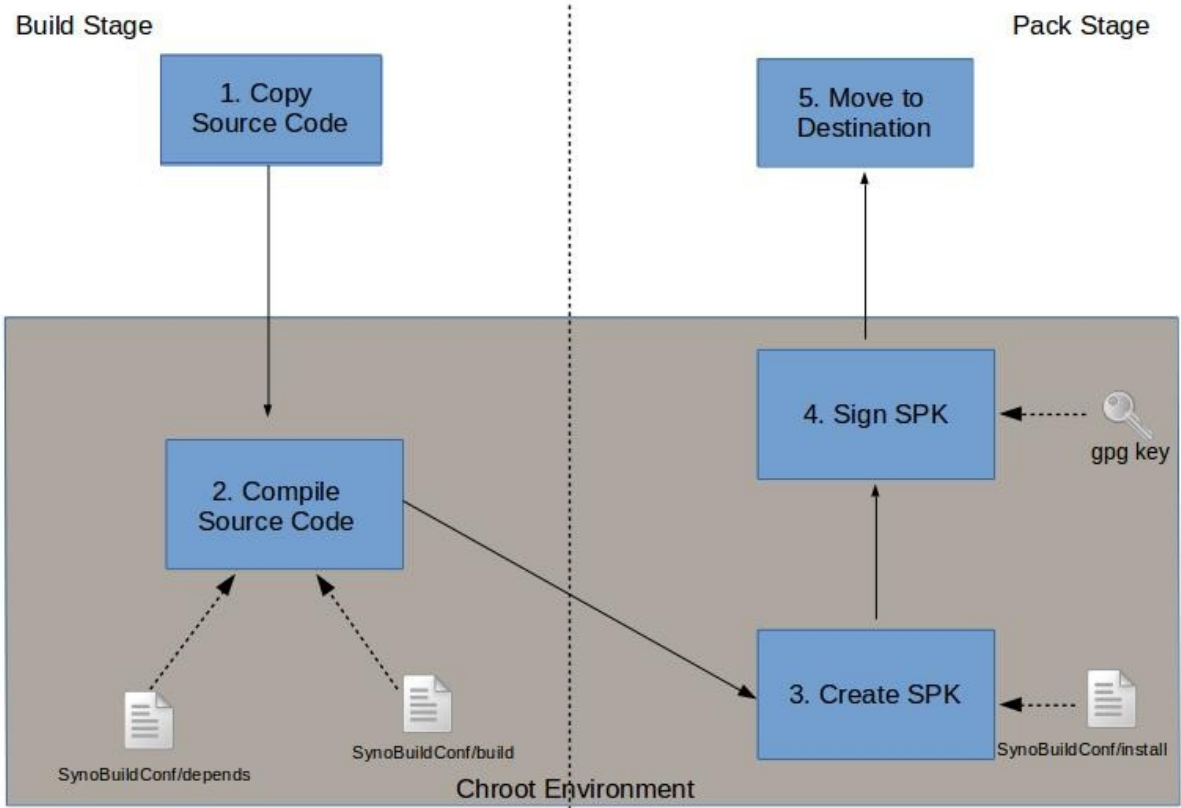 Build Stage
Pack Stage
1. Copy
Source Code
5. Move to
Destination
4. Sign SPK
gpg key
2. Compile
Source Code
3. Create SPK
SynoBuildConf/depends
SynoBuildConf/build
SynoBuildConf/install
Chroot Environment